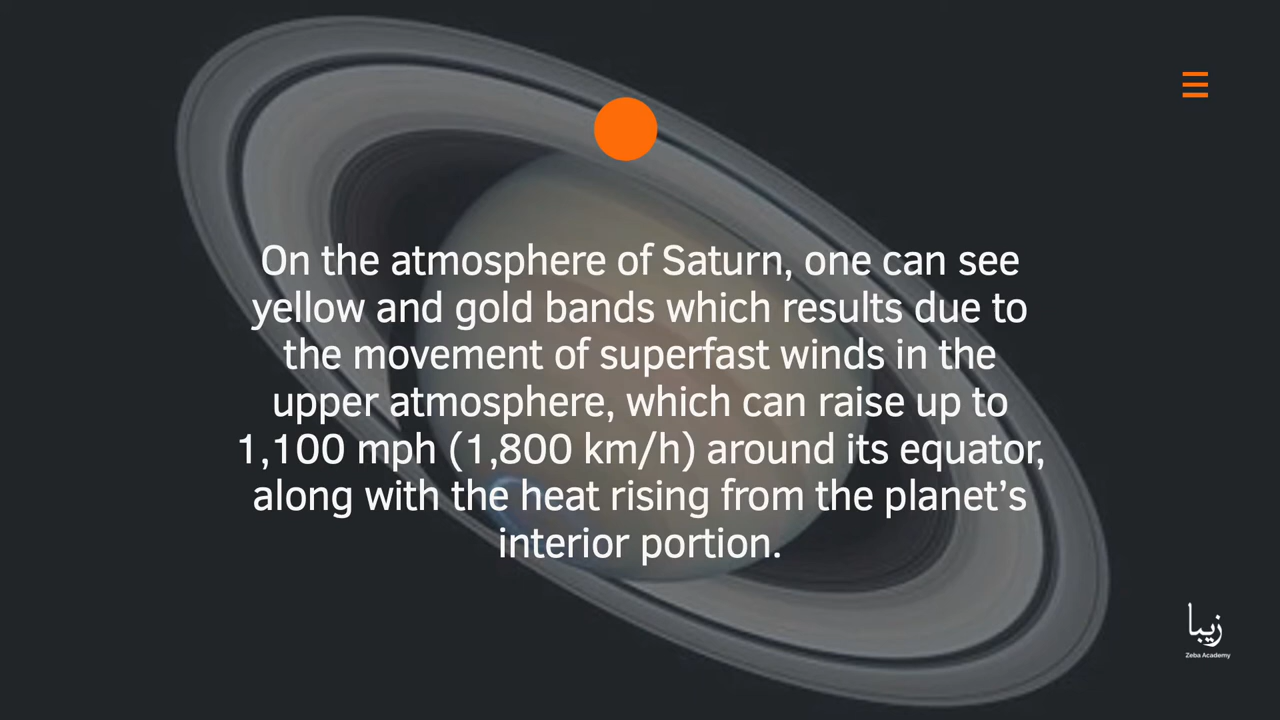 On the atmosphere of Saturn, one can see
yellow and gold bands which results due to
the movement of superfast winds in the
upper atmosphere, which can raise up to
1,100 mph (1,800 km/h) around its equator,
along with the heat rising from the planet’s
interior portion.
زیبا
Zeba Academy